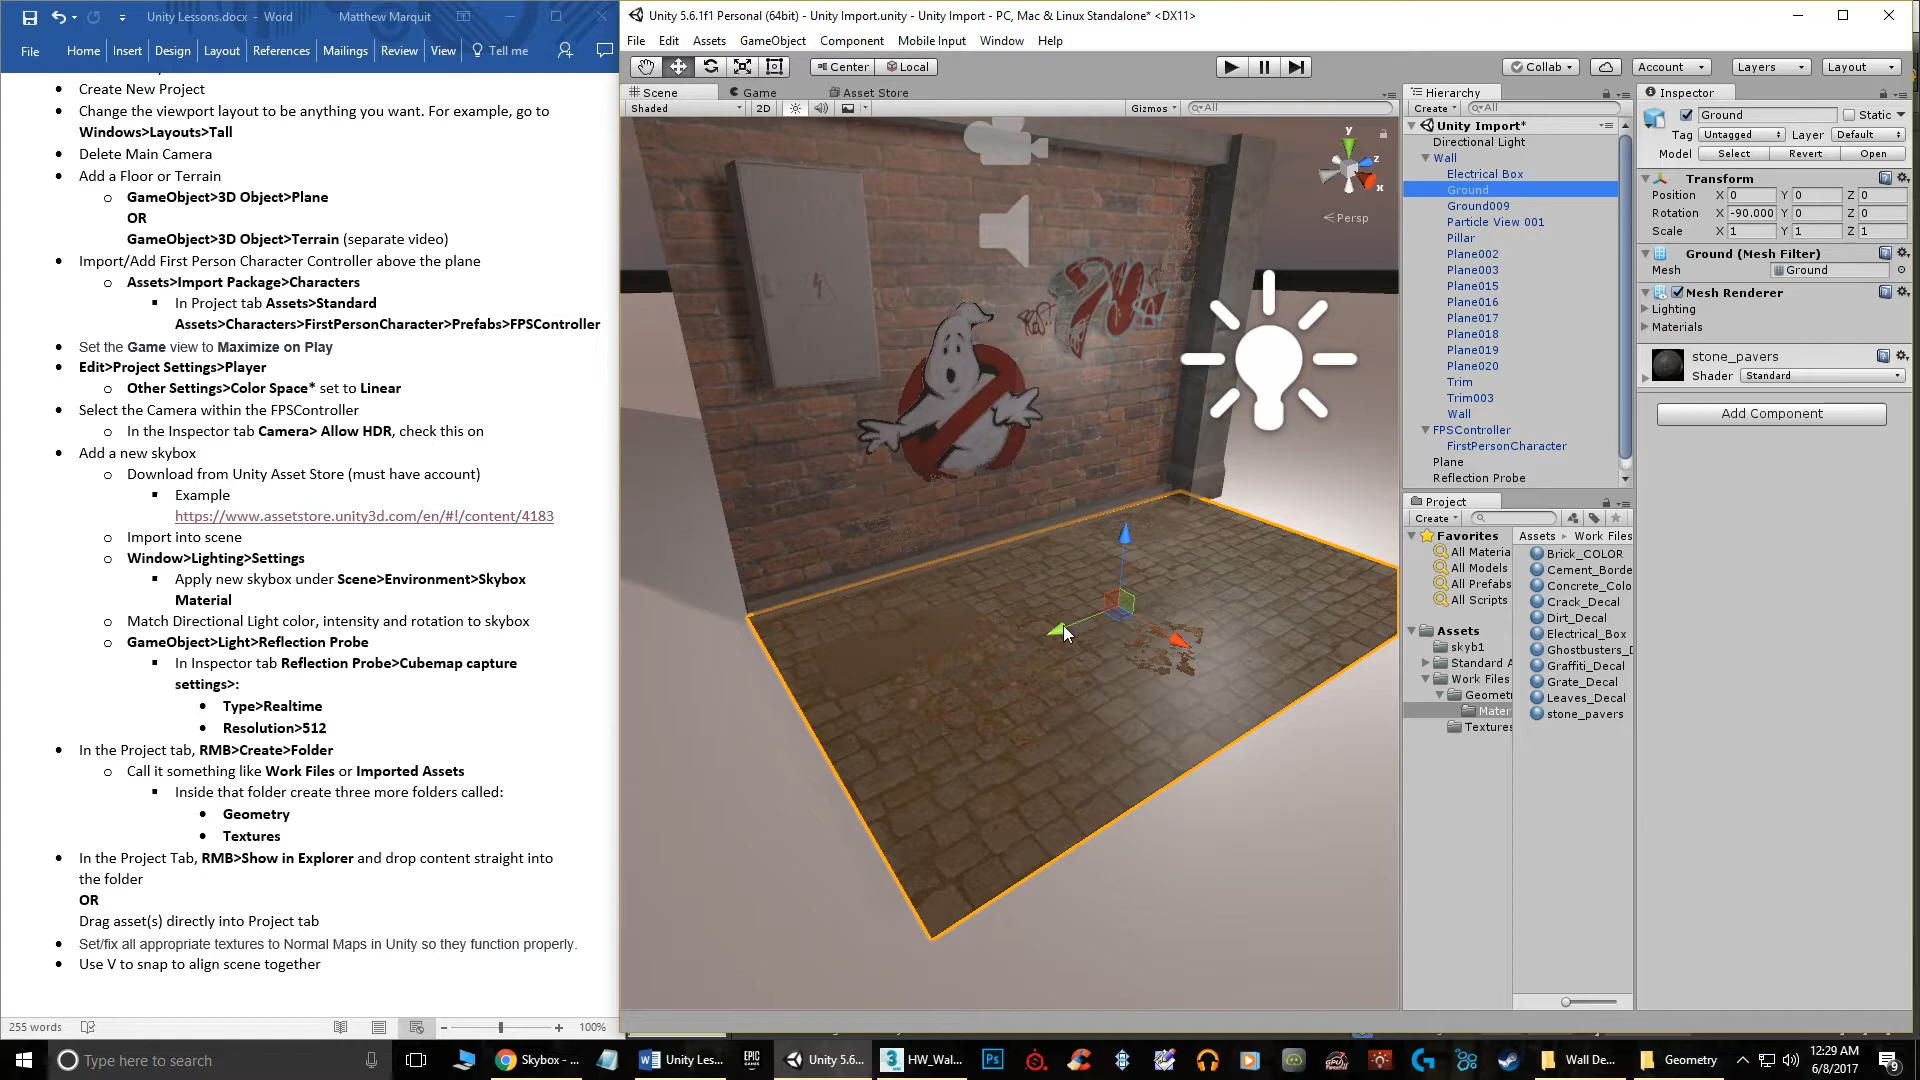 Unity Lessons.docx - Word
Matthew Marquit
File Home Insert Design Layout References Mailings Review View Tell me
Create New Project
Change the viewport layout to be anything you want. For example, go to
Windows>Layouts>Tall
Delete Main Camera
Add a Floor or Terrain
GameObject>3D Object>Plane
OR
GameObject>3D Object>Terrain (separate video)
Import/Add First Person Character Controller above the plane
Assets>Import Package>Characters
In Project tab Assets>Standard
Assets>Characters>FirstPersonCharacter>Prefabs>FPSController
Set the Game view to Maximize on Play
Edit>Project Settings>Player
Other Settings>Color Space* set to Linear
Select the Camera within the FPSController
In the Inspector tab Camera> Allow HDR, check this on
Add a new skybox
Download from Unity Asset Store (must have account)
Example
https://www.assetstore.unity3d.com/en/#!/content/4183
Import into scene
Window>Lighting>Settings
Apply new skybox under Scene>Environment>Skybox
Material
Match Directional Light color, intensity and rotation to skybox
GameObject>Light>Reflection Probe
In Inspector tab Reflection Probe>Cubemap capture
settings>:
Type>Realtime
Resolution>512
In the Project tab, RMB>Create>Folder
Call it something like Work Files or Imported Assets
Inside that folder create three more folders called:
Geometry
Textures
In the Project Tab, RMB>Show in Explorer and drop content straight into
the folder
OR
Drag asset(s) directly into Project tab
Set/fix all appropriate textures to Normal Maps in Unity so they function properly.
Use V to snap to align scene together
255 words
100%
Unity 5.6.1f1 Personal (64bit) - Unity Import.unity - Unity Import - PC, Mac & Linux Standalone* <DX11>
File Edit Assets GameObject Component Mobile Input Window Help
Center Local
Collab Account Layers Layout
Scene Game Asset Store
Shaded 2D Gizmos All
y
z
x
Persp
Hierarchy
Create All
Unity Import*
Directional Light
Wall
Electrical Box
Ground
Ground009
Particle View 001
Pillar
Plane002
Plane003
Plane015
Plane016
Plane017
Plane018
Plane019
Plane020
Trim
Trim003
Wall
FPSController
FirstPersonCharacter
Plane
Reflection Probe
Project
Create
Favorites
All Materia
All Models
All Prefabs
All Scripts
Assets
skyb1
Standard A
Work Files
Geomet
Mater
Textures
Assets Work Files
Brick_COLOR
Cement_Borde
Concrete_Colo
Crack_Decal
Dirt_Decal
Electrical_Box
Ghostbusters_D
Graffiti_Decal
Grate_Decal
Leaves_Decal
stone_pavers
Inspector
Ground Static
Tag Untagged Layer Default
Model Select Revert Open
Transform
Position X 0 Y 0 Z 0
Rotation X -90.000 Y 0 Z 0
Scale X 1 Y 1 Z 1
Ground (Mesh Filter)
Mesh Ground
Mesh Renderer
Lighting
Materials
stone_pavers
Shader Standard
Add Component
Type here to search
Skybox - ...
Unity Les...
EPIC GAMES
Unity 5.6...
HW_Wal...
Ps
Wall De...
Geometry
12:29 AM
6/8/2017
9